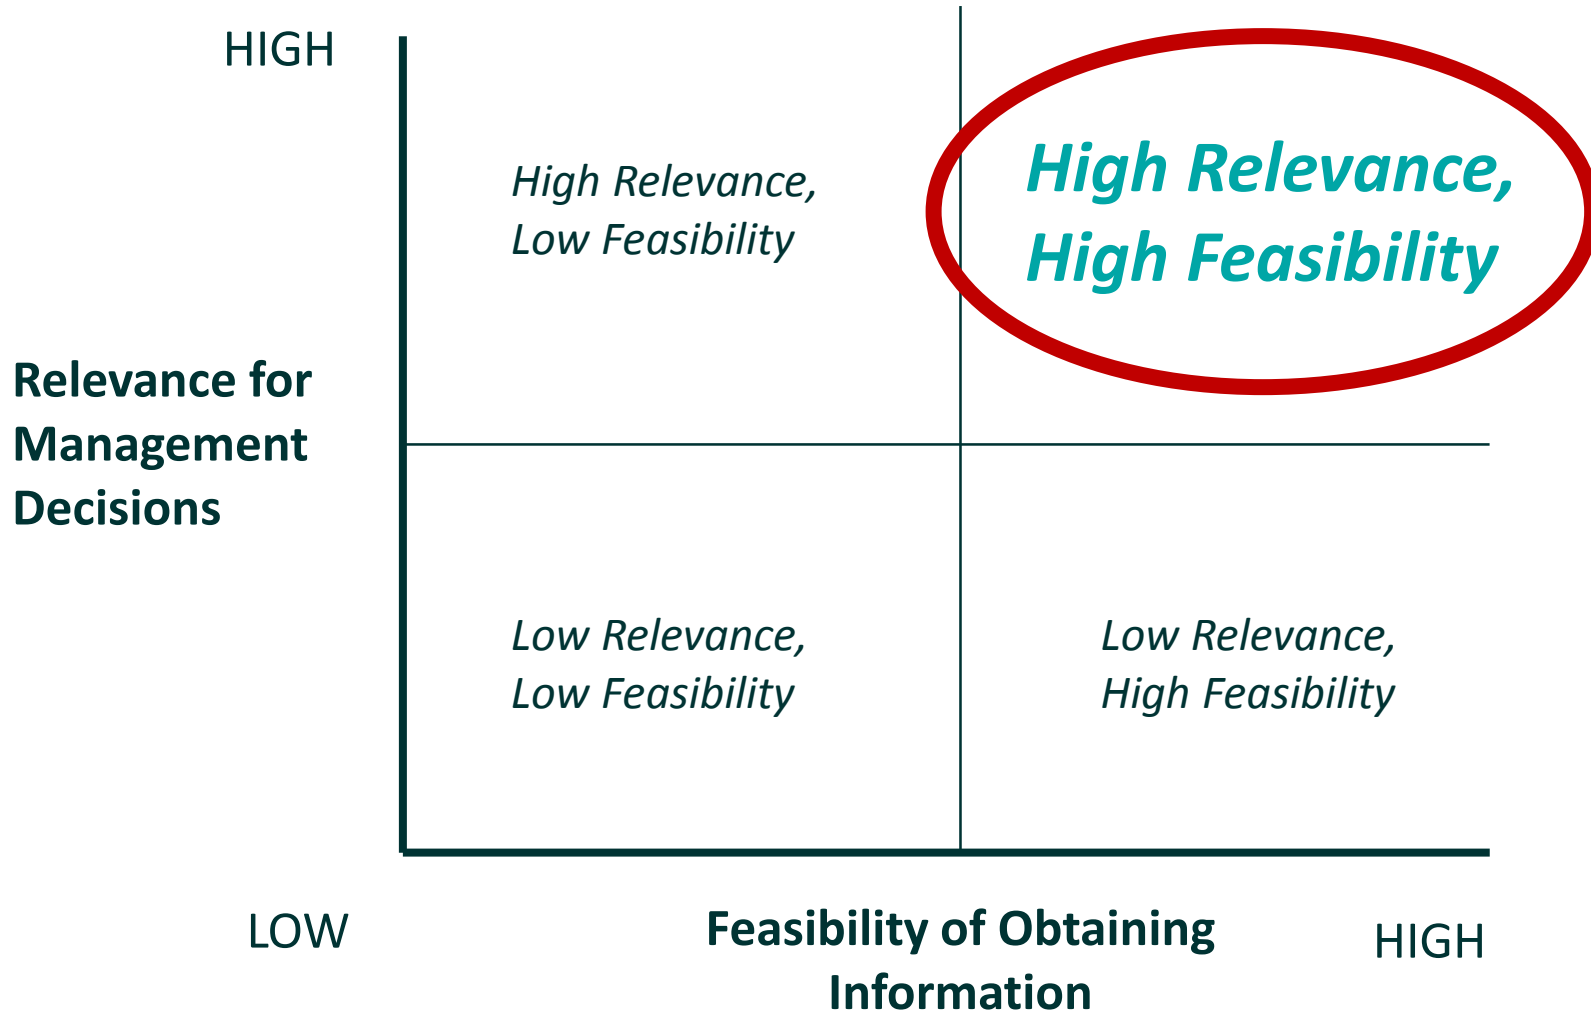 HIGH
High Relevance,
Low Feasibility
High Relevance,
High Feasibility
Relevance for
Management
Decisions
Low Relevance,
Low Feasibility
Low Relevance,
High Feasibility
LOW
Feasibility of Obtaining
Information
HIGH